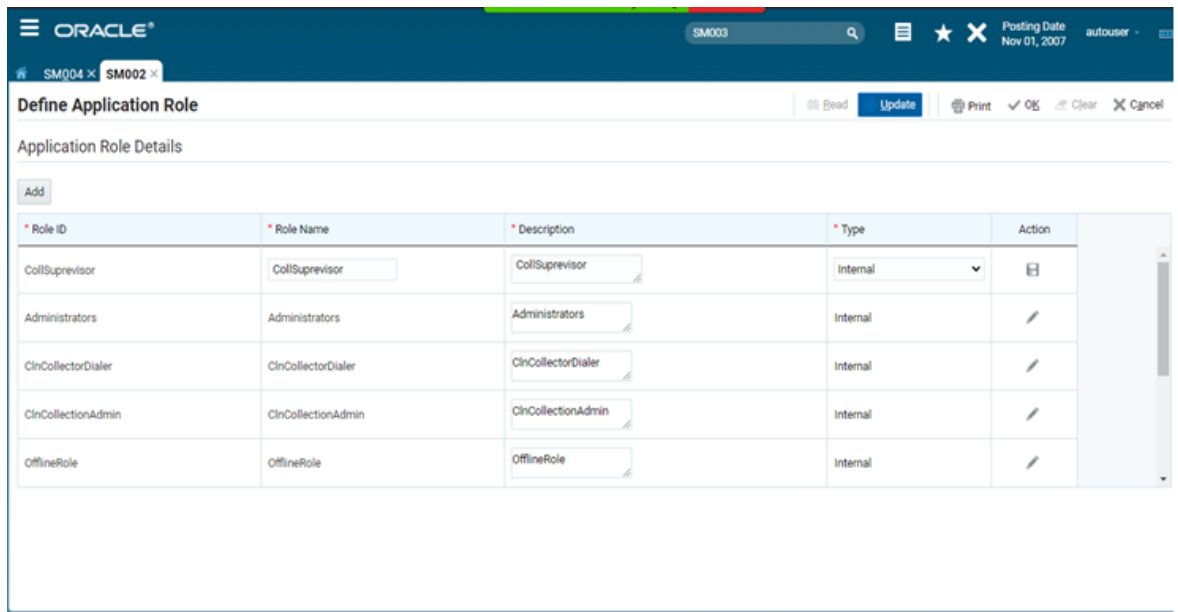 ORACLE®
SM003
Posting Date
Nov 01, 2007
autouser
SM004 × SM002 ×
Define Application Role
Read Update Print OK Clear Cancel
Application Role Details
Add
* Role ID * Role Name * Description * Type Action
CollSuprevisor CollSuprevisor CollSuprevisor Internal
Administrators Administrators Administrators Internal
ClnCollectorDialer ClnCollectorDialer ClnCollectorDialer Internal
ClnCollectionAdmin ClnCollectionAdmin ClnCollectionAdmin Internal
OfflineRole OfflineRole OfflineRole Internal